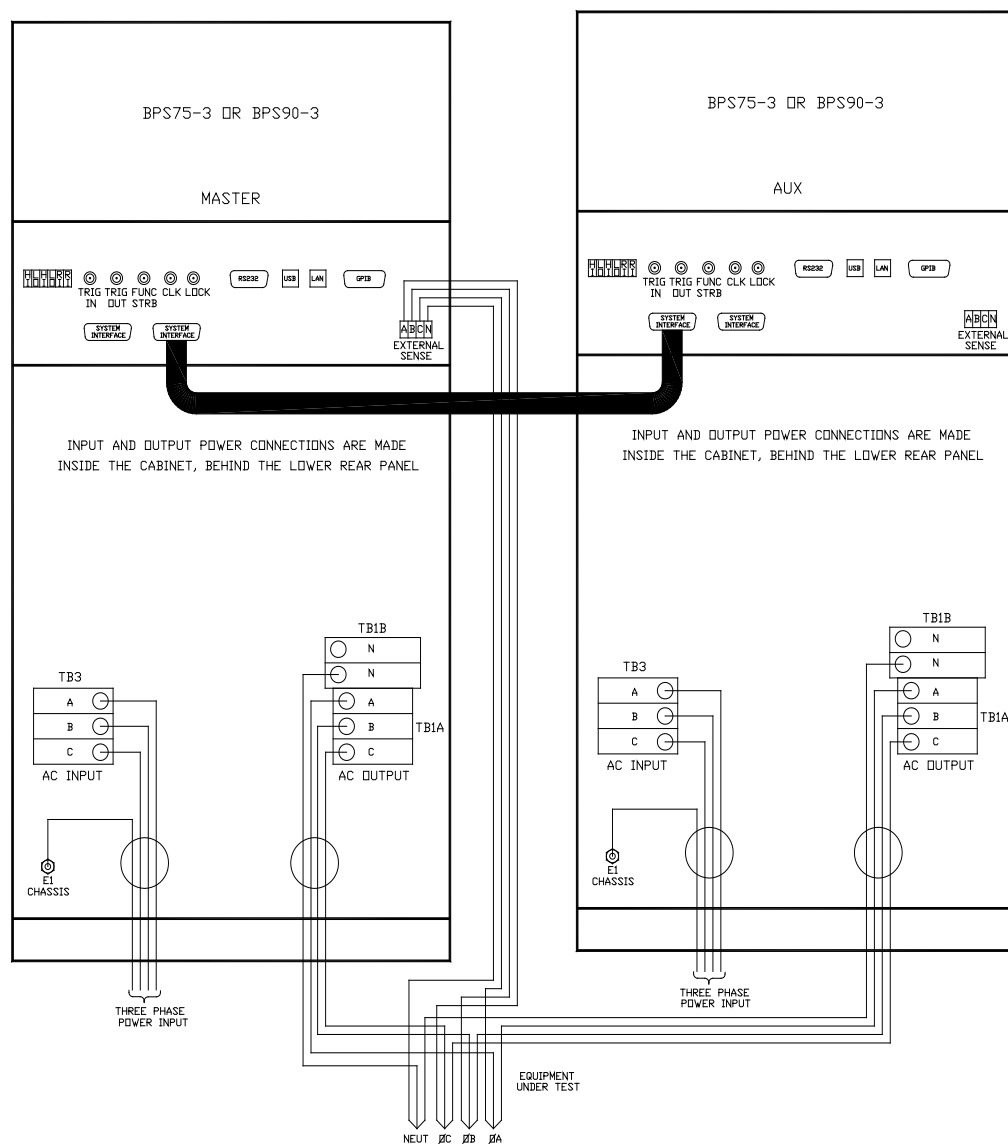 BPS75-3 OR BPS90-3
MASTER
H L H L R R
I O I O I I
TRIG IN
TRIG OUT
FUNC STRB
CLK
LOCK
RS232
USB
LAN
GPIB
SYSTEM
INTERFACE
SYSTEM
INTERFACE
A B C N
EXTERNAL
SENSE
INPUT AND OUTPUT POWER CONNECTIONS ARE MADE
INSIDE THE CABINET, BEHIND THE LOWER REAR PANEL
TB1B
N
N
TB3
A
B
C
AC INPUT
A
B
C
TB1A
AC OUTPUT
E1
CHASSIS
THREE PHASE
POWER INPUT
BPS75-3 OR BPS90-3
AUX
H L H L R R
I O I O I I
TRIG IN
TRIG OUT
FUNC STRB
CLK
LOCK
RS232
USB
LAN
GPIB
SYSTEM
INTERFACE
SYSTEM
INTERFACE
A B C N
EXTERNAL
SENSE
INPUT AND OUTPUT POWER CONNECTIONS ARE MADE
INSIDE THE CABINET, BEHIND THE LOWER REAR PANEL
TB1B
N
N
TB3
A
B
C
AC INPUT
A
B
C
TB1A
AC OUTPUT
E1
CHASSIS
THREE PHASE
POWER INPUT
EQUIPMENT
UNDER TEST
NEUT ØC ØB ØA